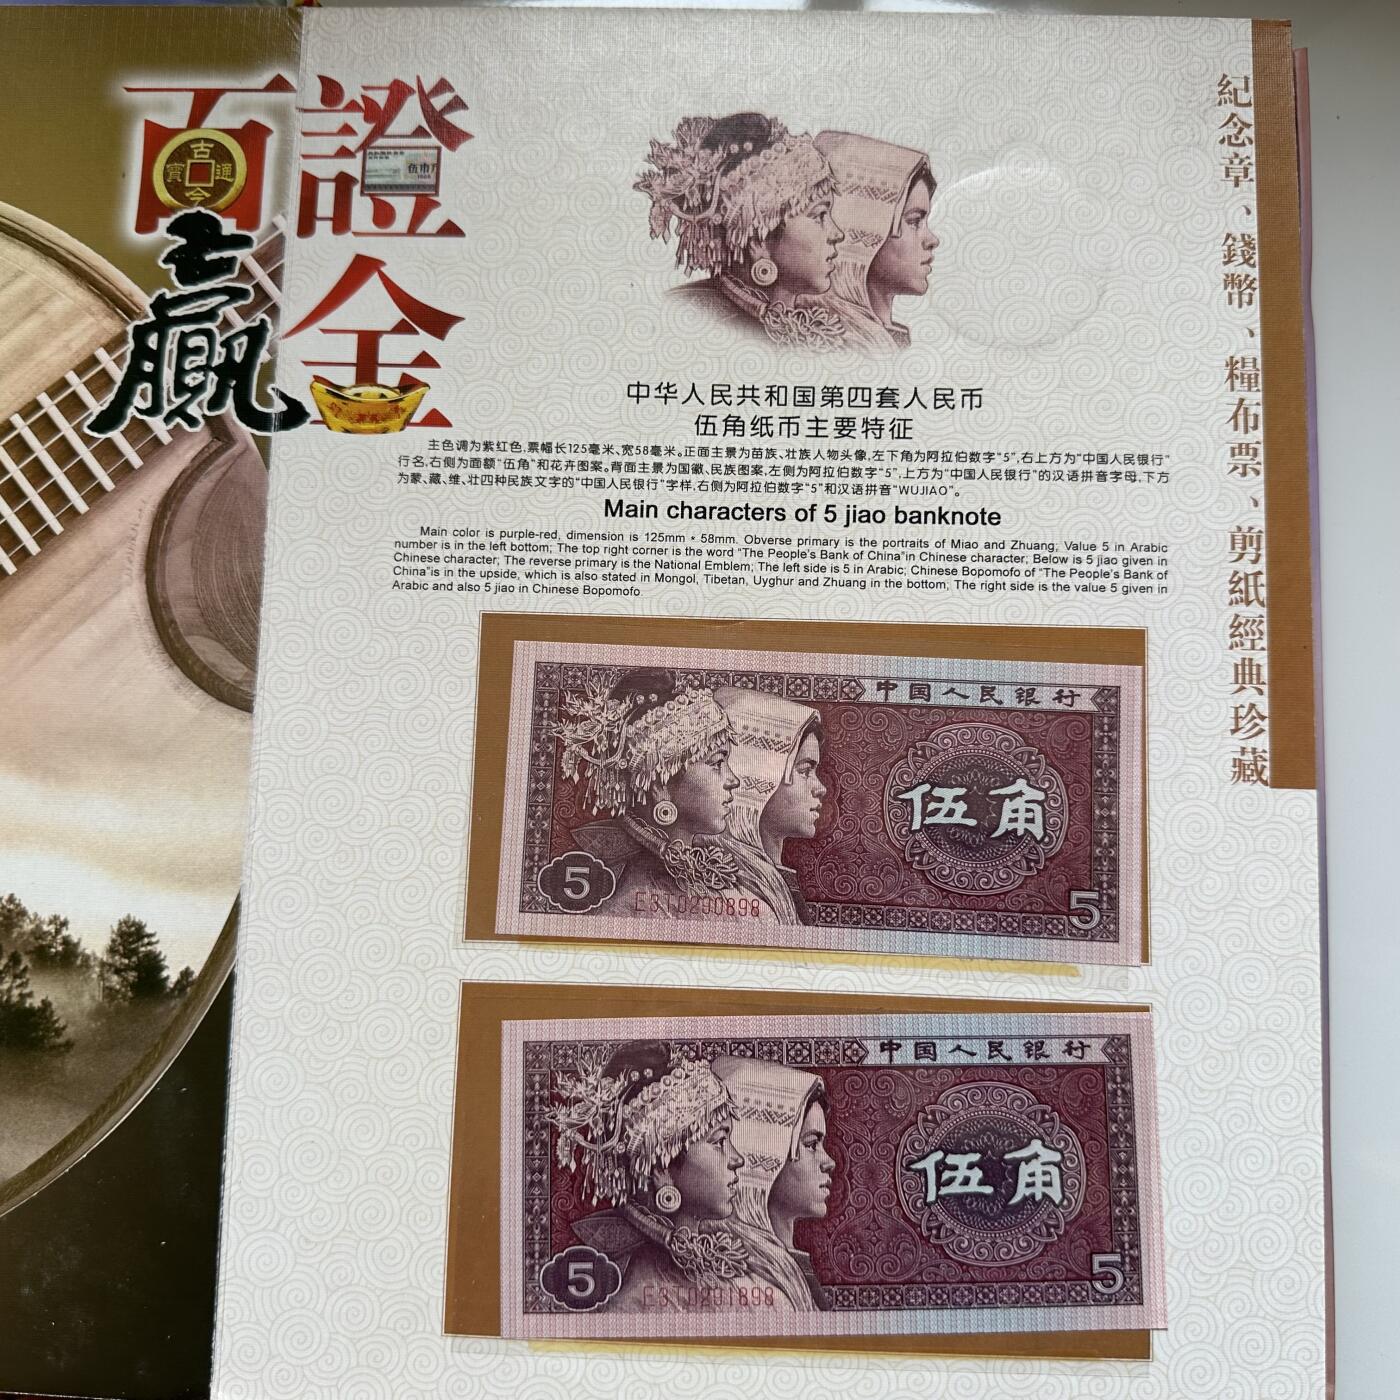 百證
贏金
古
寶
通
今
紀念章、錢幣、糧布票、剪紙經典珍藏
中华人民共和国第四套人民币
伍角纸币主要特征
主色调为紫红色,票幅长125毫米、宽58毫米。正面主景为苗族、壮族人物头像,左下角为阿拉伯数字“5”,右上方为“中国人民银行”
行名,右侧为面额“伍角”和花卉图案。背面主景为国徽、民族图案,左侧为阿拉伯数字“5”,上方为“中国人民银行”的汉语拼音字母,下方
为蒙、藏、维、壮四种民族文字的“中国人民银行”字样,右侧为阿拉伯数字“5”和汉语拼音“WUJIAO”。
Main characters of 5 jiao banknote
Main color is purple-red, dimension is 125mm * 58mm. Obverse primary is the portraits of Miao and Zhuang; Value 5 in Arabic
number is in the left bottom; The top right corner is the word “The People's Bank of China”in Chinese character; Below is 5 jiao given in
Chinese character; The reverse primary is the National Emblem; The left side is 5 in Arabic; Chinese Bopomofo of “The People's Bank of
China”is in the upside, which is also stated in Mongol, Tibetan, Uyghur and Zhuang in the bottom; The right side is the value 5 given in
Arabic and also 5 jiao in Chinese Bopomofo.
中国人民银行
伍角
5
E3T0290898
5
中国人民银行
伍角
5
E3T0291898
5